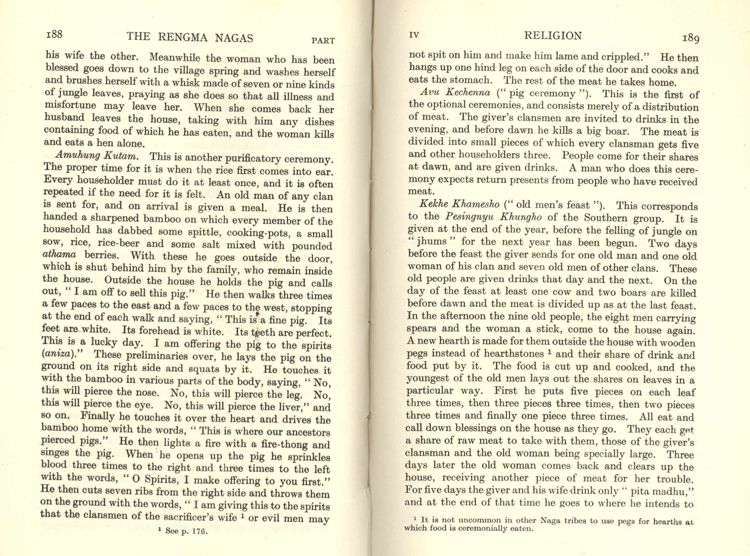 188 THE RENGMA NAGAS PART
his wife the other. Meanwhile the woman who has been
blessed goes down to the village spring and washes herself
and brushes herself with a whisk made of seven or nine kinds
of jungle leaves, praying as she does so that all illness and
misfortune may leave her. When she comes back her
husband leaves the house, taking with him any dishes
containing food of which he has eaten, and the woman kills
and eats a hen alone.
Amuhung Kutam. This is another purificatory ceremony.
The proper time for it is when the rice first comes into ear.
Every householder must do it at least once, and it is often
repeated if the need for it is felt. An old man of any clan
is sent for, and on arrival is given a meal. He is then
handed a sharpened bamboo on which every member of the
household has dabbed some spittle, cooking-pots, a small
sow, rice, rice-beer and some salt mixed with pounded
athama berries. With these he goes outside the door,
which is shut behind him by the family, who remain inside
the house. Outside the house he holds the pig and calls
out, “ I am off to sell this pig.” He then walks three times
a few paces to the east and a few paces to the west, stopping
at the end of each walk and saying, “ This is a fine pig. Its
feet are white. Its forehead is white. Its teeth are perfect.
This is a lucky day. I am offering the pig to the spirits
(aniza).” These preliminaries over, he lays the pig on the
ground on its right side and squats by it. He touches it
with the bamboo in various parts of the body, saying, “ No,
this will pierce the nose. No, this will pierce the leg. No,
this will pierce the eye. No, this will pierce the liver,” and
so on. Finally he touches it over the heart and drives the
bamboo home with the words, “ This is where our ancestors
pierced pigs.” He then lights a fire with a fire-thong and
singes the pig. When he opens up the pig he sprinkles
blood three times to the right and three times to the left
with the words, “ O Spirits, I make offering to you first.”
He then cuts seven ribs from the right side and throws them
on the ground with the words, “ I am giving this to the spirits
that the clansmen of the sacrificer's wife ¹ or evil men may
¹ See p. 176.
IV RELIGION 189
not spit on him and make him lame and crippled.” He then
hangs up one hind leg on each side of the door and cooks and
eats the stomach. The rest of the meat he takes home.
Avu Kechenna (“ pig ceremony ”). This is the first of
the optional ceremonies, and consists merely of a distribution
of meat. The giver's clansmen are invited to drinks in the
evening, and before dawn he kills a big boar. The meat is
divided into small pieces of which every clansman gets five
and other householders three. People come for their shares
at dawn, and are given drinks. A man who does this cere-
mony expects return presents from people who have received
meat.
Kekhe Khamesho (“ old men's feast ”). This corresponds
to the Pesingnyu Khungho of the Southern group. It is
given at the end of the year, before the felling of jungle on
“ jhums ” for the next year has been begun. Two days
before the feast the giver sends for one old man and one old
woman of his clan and seven old men of other clans. These
old people are given drinks that day and the next. On the
day of the feast at least one cow and two boars are killed
before dawn and the meat is divided up as at the last feast.
In the afternoon the nine old people, the eight men carrying
spears and the woman a stick, come to the house again.
A new hearth is made for them outside the house with wooden
pegs instead of hearthstones ¹ and their share of drink and
food put by it. The food is cut up and cooked, and the
youngest of the old men lays out the shares on leaves in a
particular way. First he puts five pieces on each leaf
three times, then three pieces three times, then two pieces
three times and finally one piece three times. All eat and
call down blessings on the house as they go. They each get
a share of raw meat to take with them, those of the giver's
clansman and the old woman being specially large. Three
days later the old woman comes back and clears up the
house, receiving another piece of meat for her trouble.
For five days the giver and his wife drink only “ pita madhu,”
and at the end of that time he goes to where he intends to
¹ It is not uncommon in other Naga tribes to use pegs for hearths at
which food is ceremonially eaten.